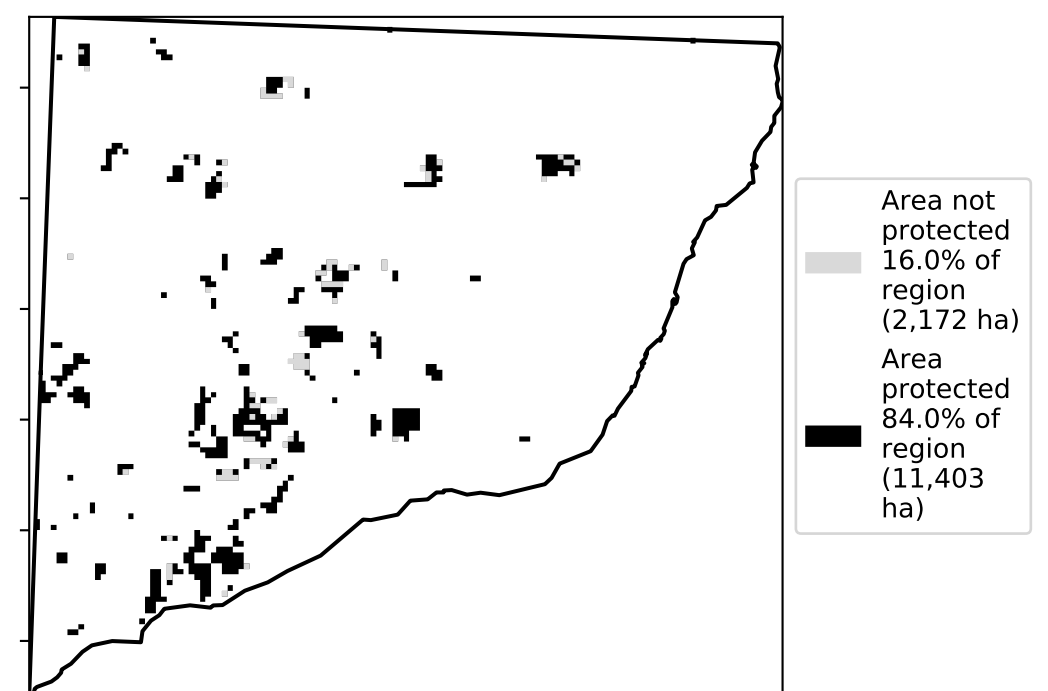 Area not
protected
16.0% of
region
(2,172 ha)
Area
protected
84.0% of
region
(11,403
ha)